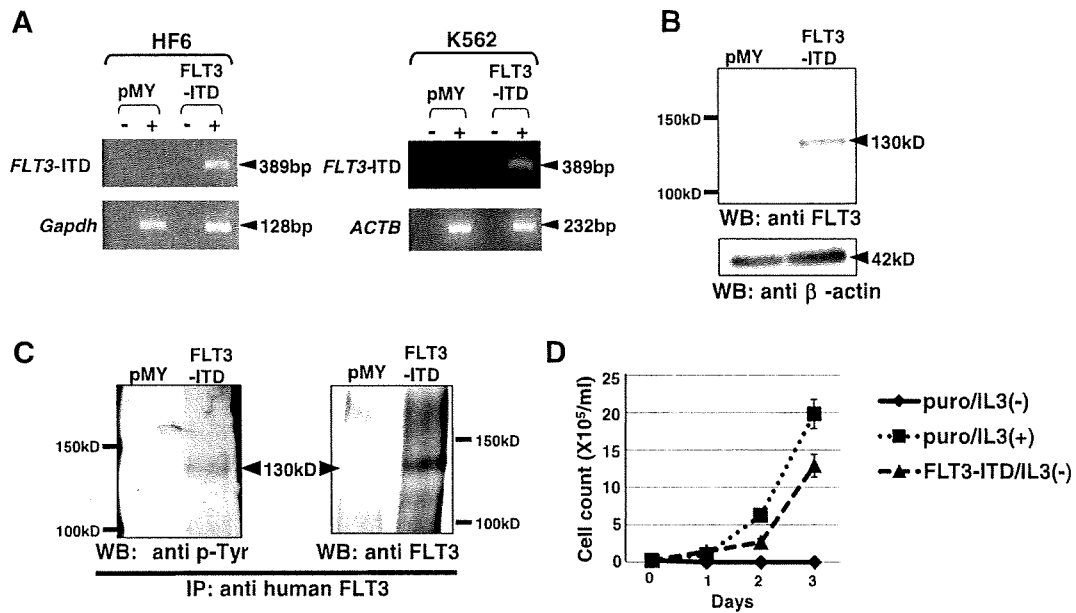 A
HF6
pMY
FLT3
-ITD
- + - +
FLT3-ITD
389bp
Gapdh
128bp
K562
pMY
FLT3
-ITD
- + - +
FLT3-ITD
389bp
ACTB
232bp
B
pMY
FLT3
-ITD
150kD
130kD
100kD
WB: anti FLT3
42kD
WB: anti β -actin
C
pMY
FLT3
-ITD
150kD
100kD
WB: anti p-Tyr
130kD
pMY
FLT3
-ITD
150kD
100kD
WB: anti FLT3
IP: anti human FLT3
D
Cell count (X10⁵/ml)
25
20
15
10
5
0
0 1 2 3
Days
puro/IL3(-)
puro/IL3(+)
FLT3-ITD/IL3(-)